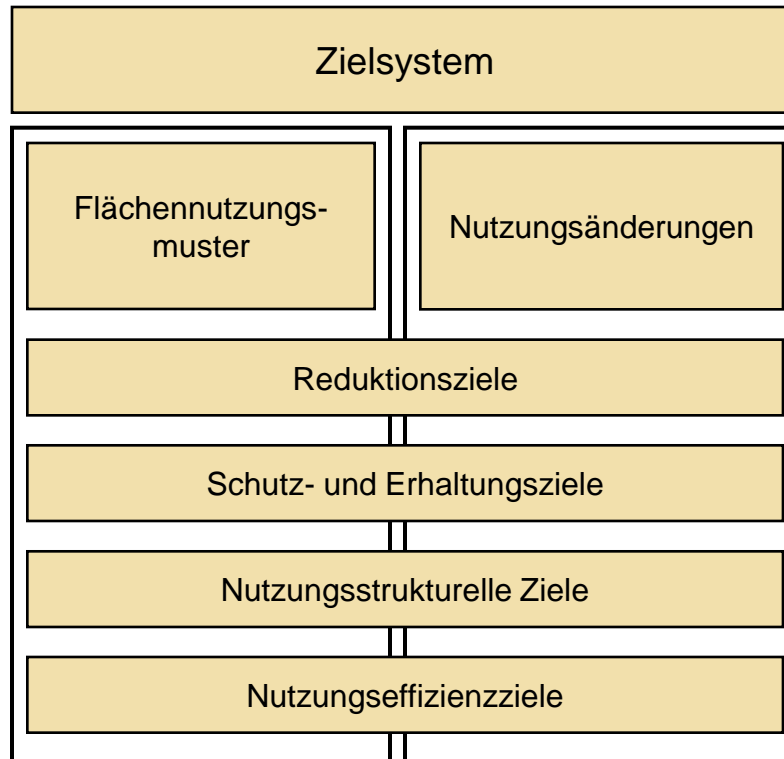 Zielsystem
Flächennutzungs-
muster
Nutzungsänderungen
Reduktionsziele
Schutz- und Erhaltungsziele
Nutzungsstrukturelle Ziele
Nutzungseffizienzziele